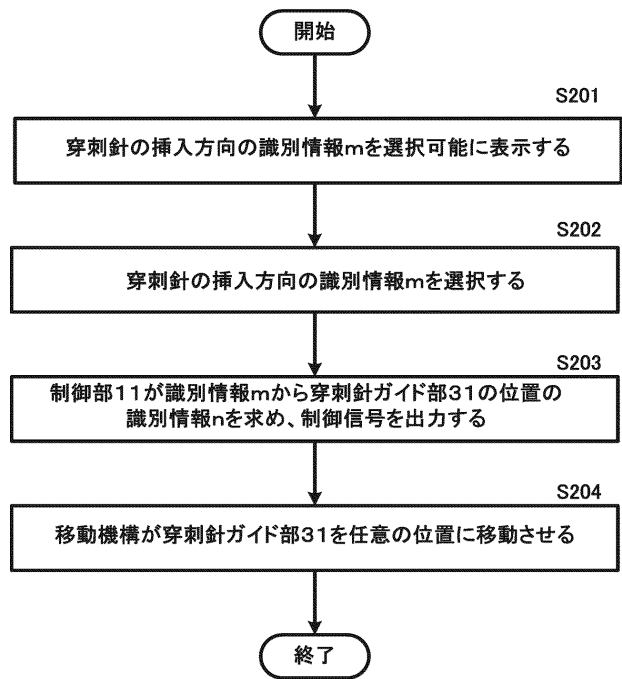 開始
S201
穿刺針の挿入方向の識別情報mを選択可能に表示する
S202
穿刺針の挿入方向の識別情報mを選択する
S203
制御部11が識別情報mから穿刺針ガイド部31の位置の
識別情報nを求め、制御信号を出力する
S204
移動機構が穿刺針ガイド部31を任意の位置に移動させる
終了